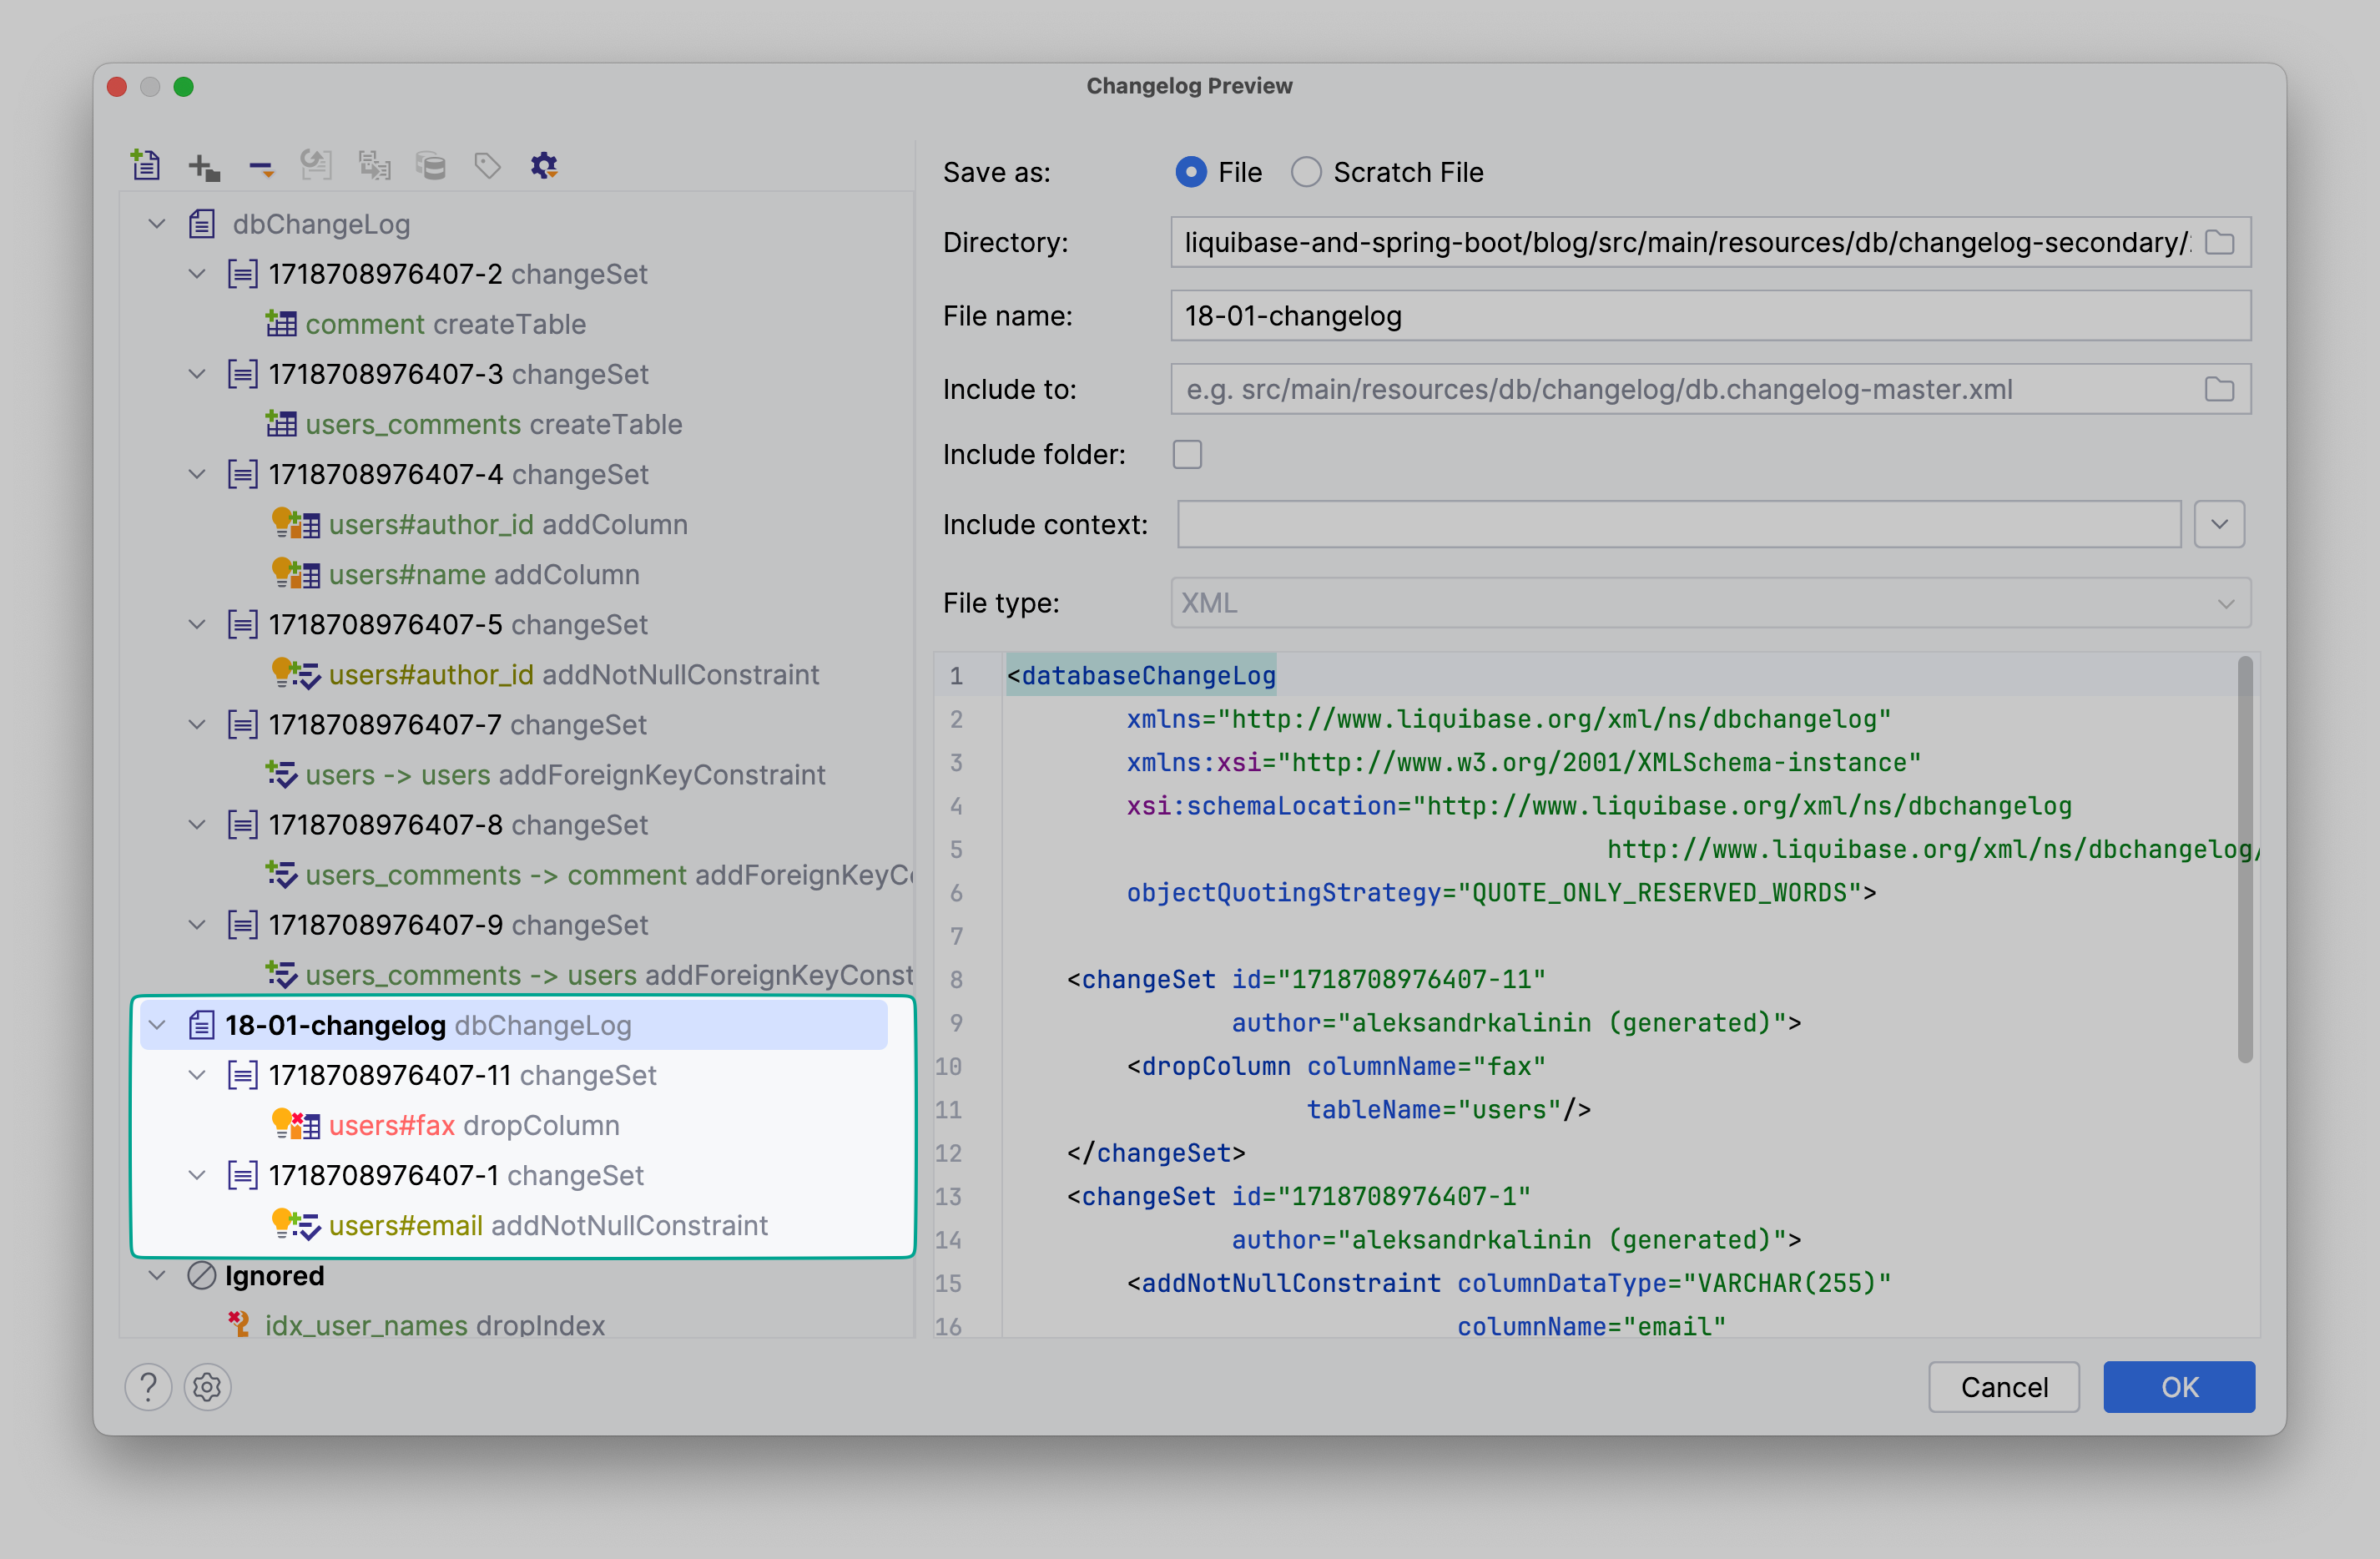 Changelog Preview
dbChangeLog
1718708976407-2 changeSet
comment createTable
1718708976407-3 changeSet
users_comments createTable
1718708976407-4 changeSet
users#author_id addColumn
users#name addColumn
1718708976407-5 changeSet
users#author_id addNotNullConstraint
1718708976407-7 changeSet
users -> users addForeignKeyConstraint
1718708976407-8 changeSet
users_comments -> comment addForeignKeyCo
1718708976407-9 changeSet
users_comments -> users addForeignKeyConst
18-01-changelog dbChangeLog
1718708976407-11 changeSet
users#fax dropColumn
1718708976407-1 changeSet
users#email addNotNullConstraint
Ignored
idx_user_names dropIndex
Save as: File Scratch File
Directory: liquibase-and-spring-boot/blog/src/main/resources/db/changelog-secondary/
File name: 18-01-changelog
Include to: e.g. src/main/resources/db/changelog/db.changelog-master.xml
Include folder:
Include context:
File type: XML
1 <databaseChangeLog
2 xmlns="http://www.liquibase.org/xml/ns/dbchangelog"
3 xmlns:xsi="http://www.w3.org/2001/XMLSchema-instance"
4 xsi:schemaLocation="http://www.liquibase.org/xml/ns/dbchangelog
5 http://www.liquibase.org/xml/ns/dbchangelog/
6 objectQuotingStrategy="QUOTE_ONLY_RESERVED_WORDS">
7
8 <changeSet id="1718708976407-11"
9 author="aleksandrkalinin (generated)">
10 <dropColumn columnName="fax"
11 tableName="users"/>
12 </changeSet>
13 <changeSet id="1718708976407-1"
14 author="aleksandrkalinin (generated)">
15 <addNotNullConstraint columnDataType="VARCHAR(255)"
16 columnName="email"
? Cancel OK